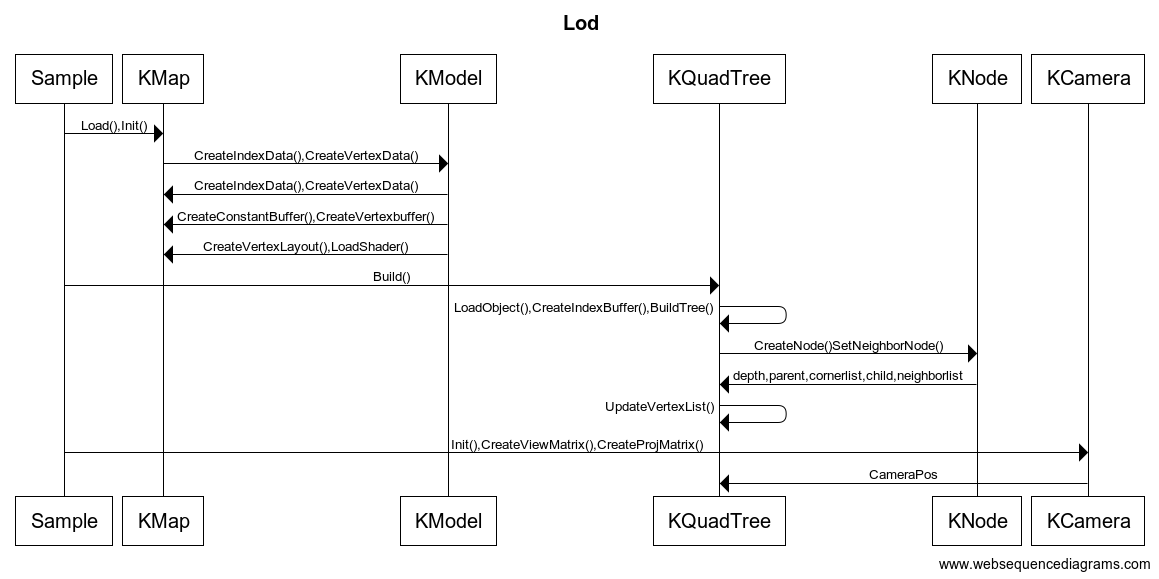 Lod
Sample KMap KModel KQuadTree KNode KCamera
Load(),Init()
CreateIndexData(),CreateVertexData()
CreateIndexData(),CreateVertexData()
CreateConstantBuffer(),CreateVertexbuffer()
CreateVertexLayout(),LoadShader()
Build()
LoadObject(),CreateIndexBuffer(),BuildTree()
CreateNode()SetNeighborNode()
depth,parent,cornerlist,child,neighborlist
UpdateVertexList()
Init(),CreateViewMatrix(),CreateProjMatrix()
CameraPos
Sample KMap KModel KQuadTree KNode KCamera
www.websequencediagrams.com